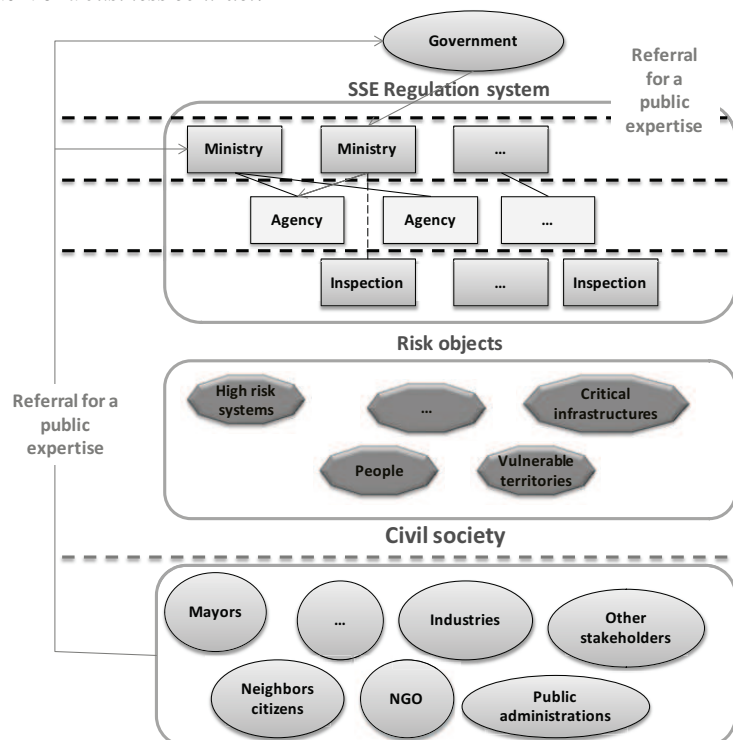 Government
Referral
for a
public
expertise
SSE Regulation system
Ministry
Ministry
...
Agency
Agency
...
Inspection
...
Inspection
Risk objects
High risk
systems
...
Critical
infrastructures
People
Vulnerable
territories
Referral for a
public
expertise
Civil society
Mayors
...
Industries
Other
stakeholders
Neighbors
citizens
NGO
Public
administrations